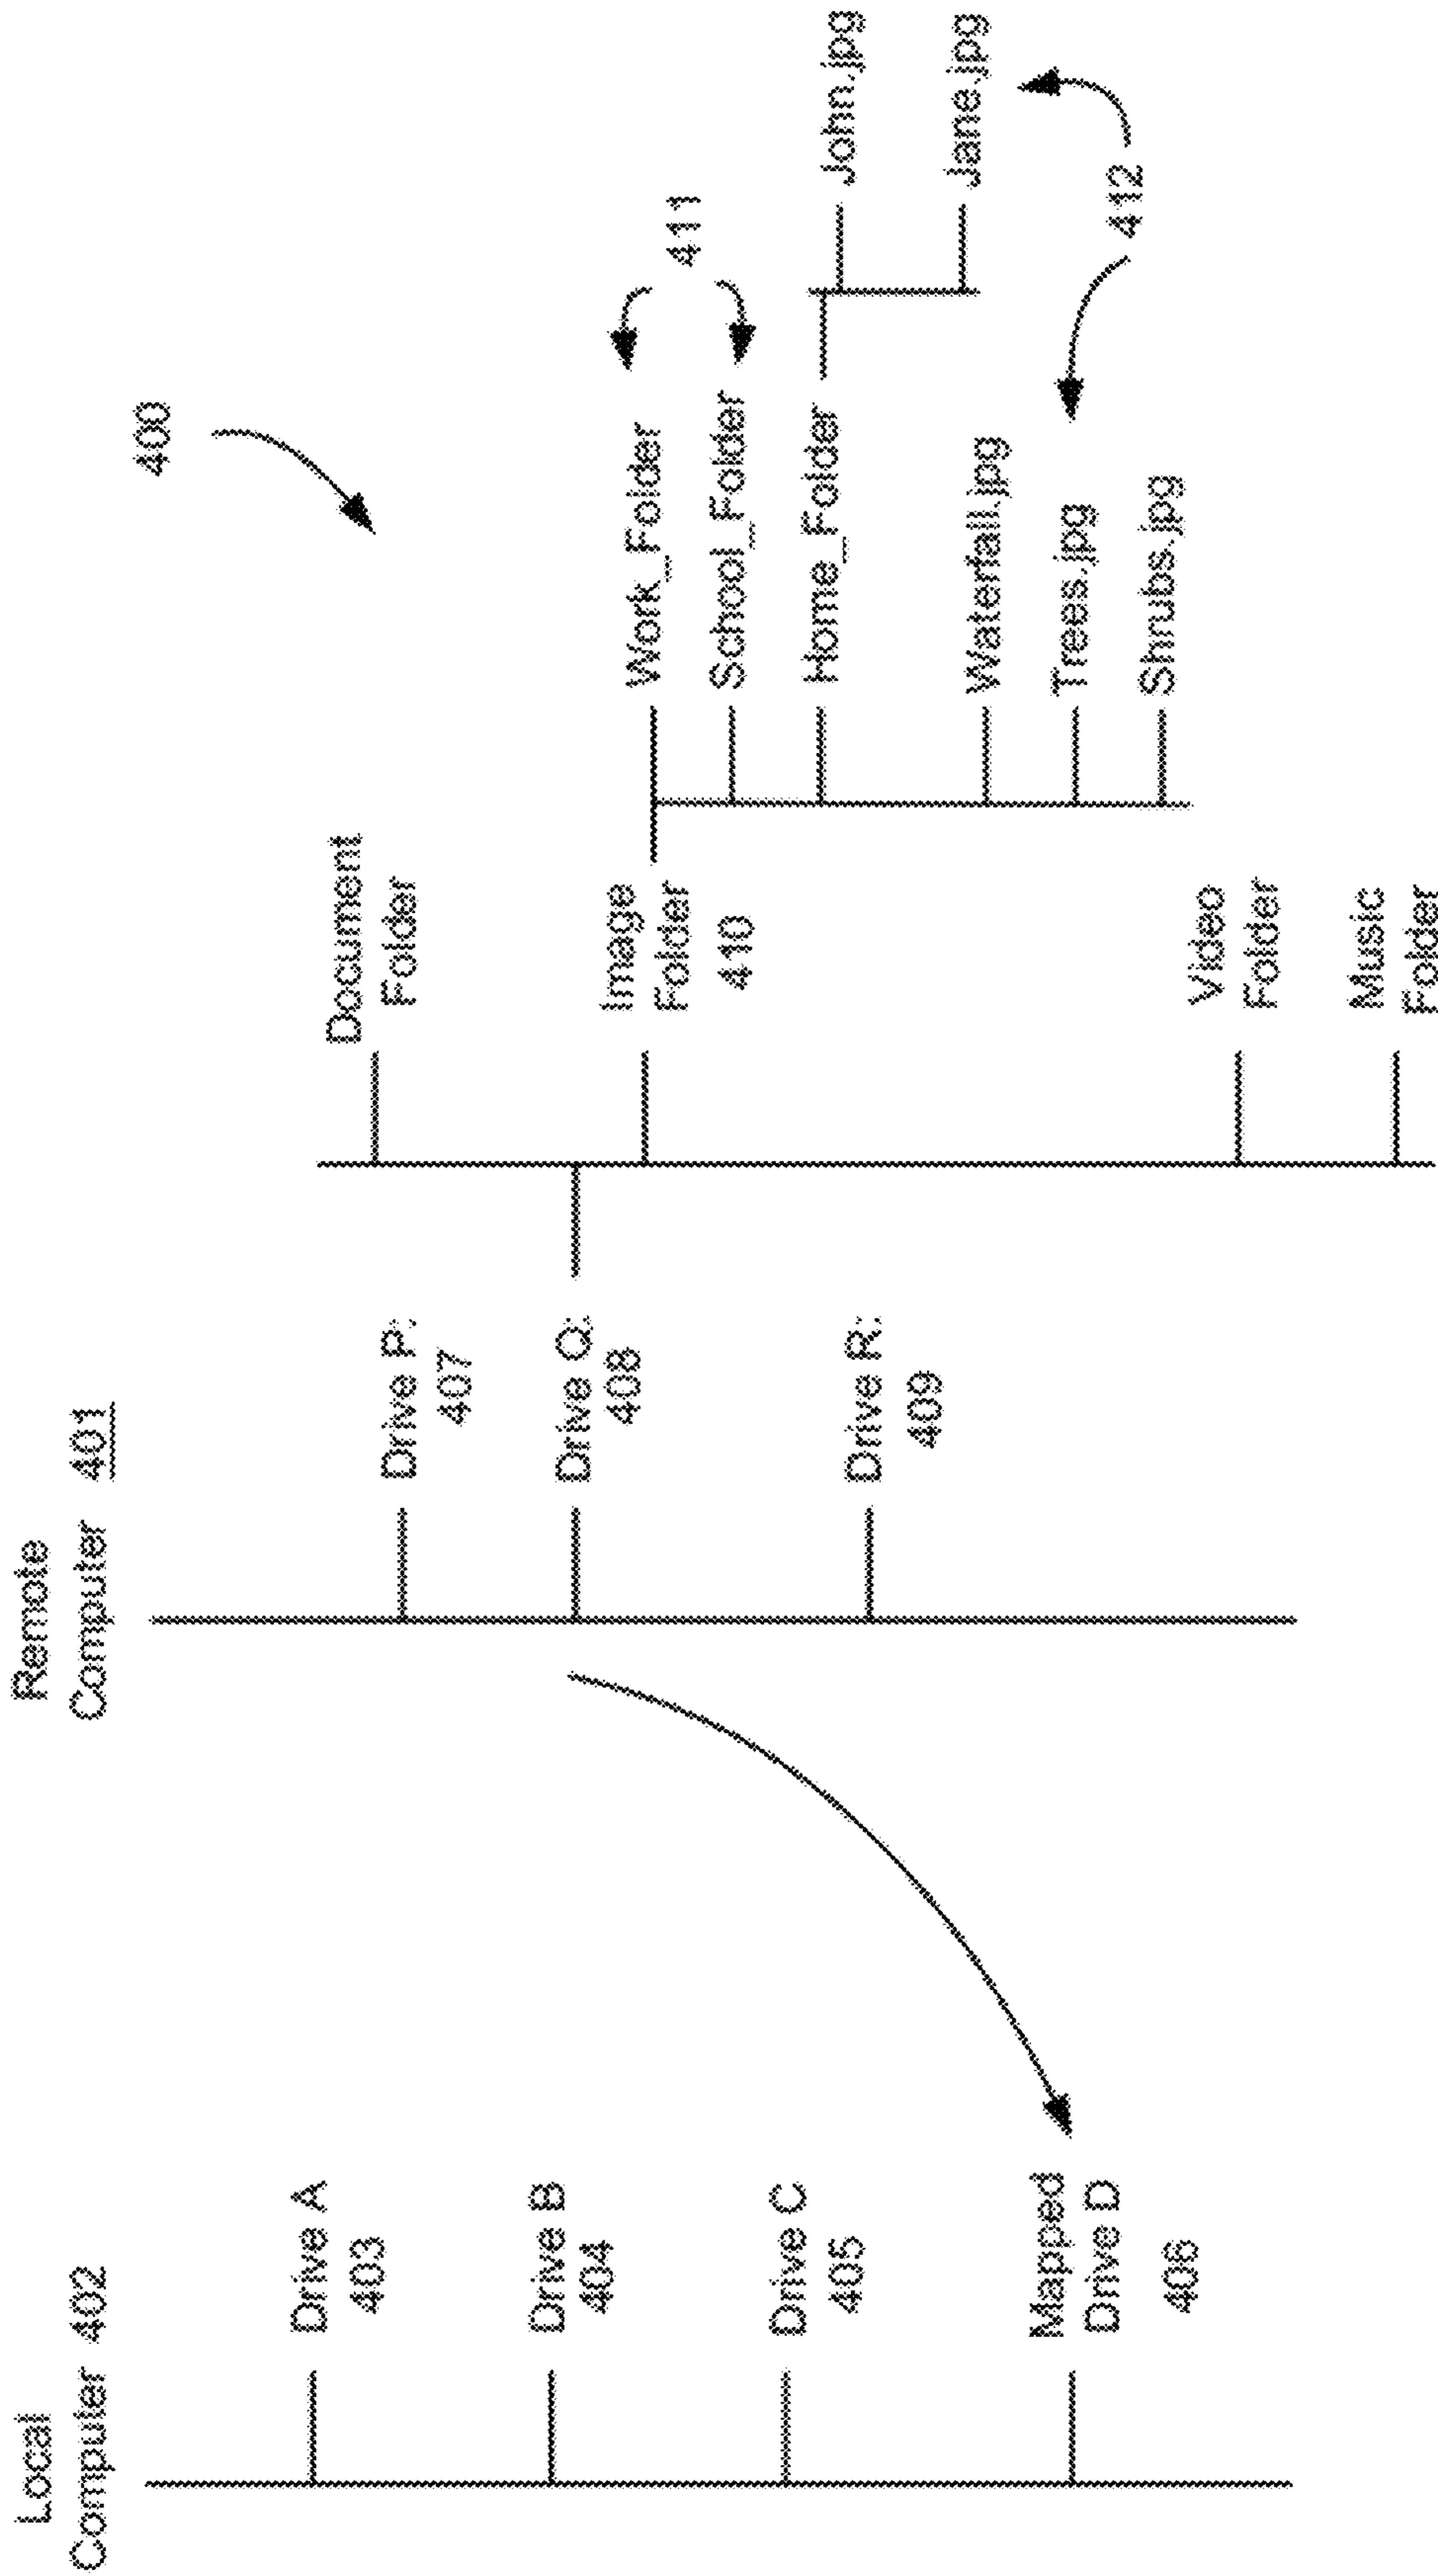 400
Local
Computer 402
Drive A
403
Drive B
404
Drive C
405
Mapped
Drive D
406
Remote
Computer 401
Drive P:
407
Drive Q:
408
Drive R:
409
Document
Folder
Image
Folder
410
Video
Folder
Music
Folder
Work_Folder
School_Folder
411
Home_Folder
Waterfall.jpg
Trees.jpg
Shrubs.jpg
John.jpg
Jane.jpg
412